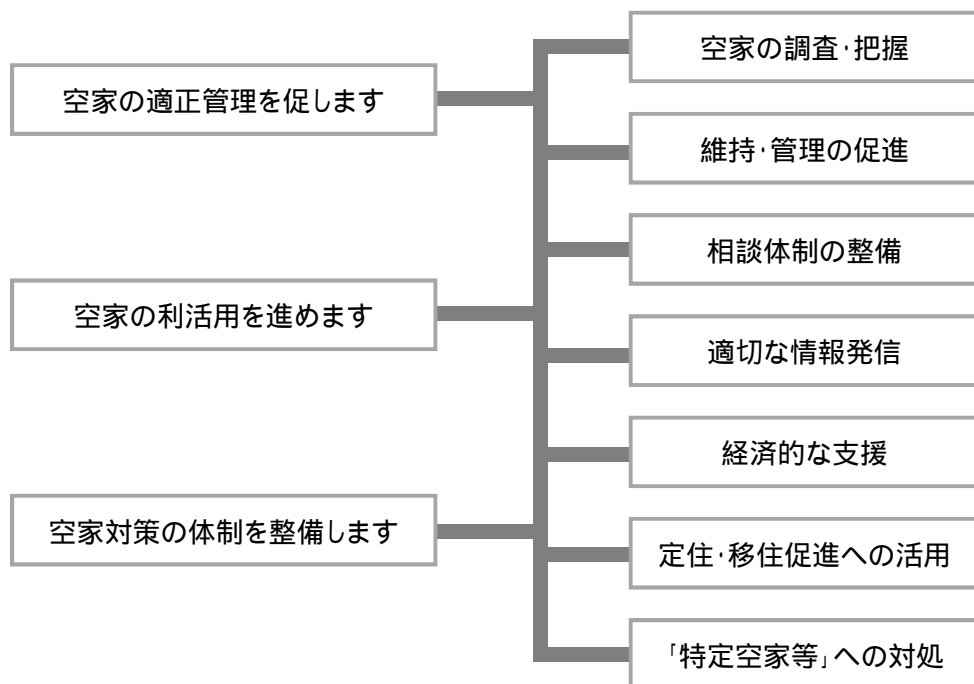 空家の適正管理を促します
空家の利活用を進めます
空家対策の体制を整備します
空家の調査・把握
維持・管理の促進
相談体制の整備
適切な情報発信
経済的な支援
定住・移住促進への活用
「特定空家等」への対処